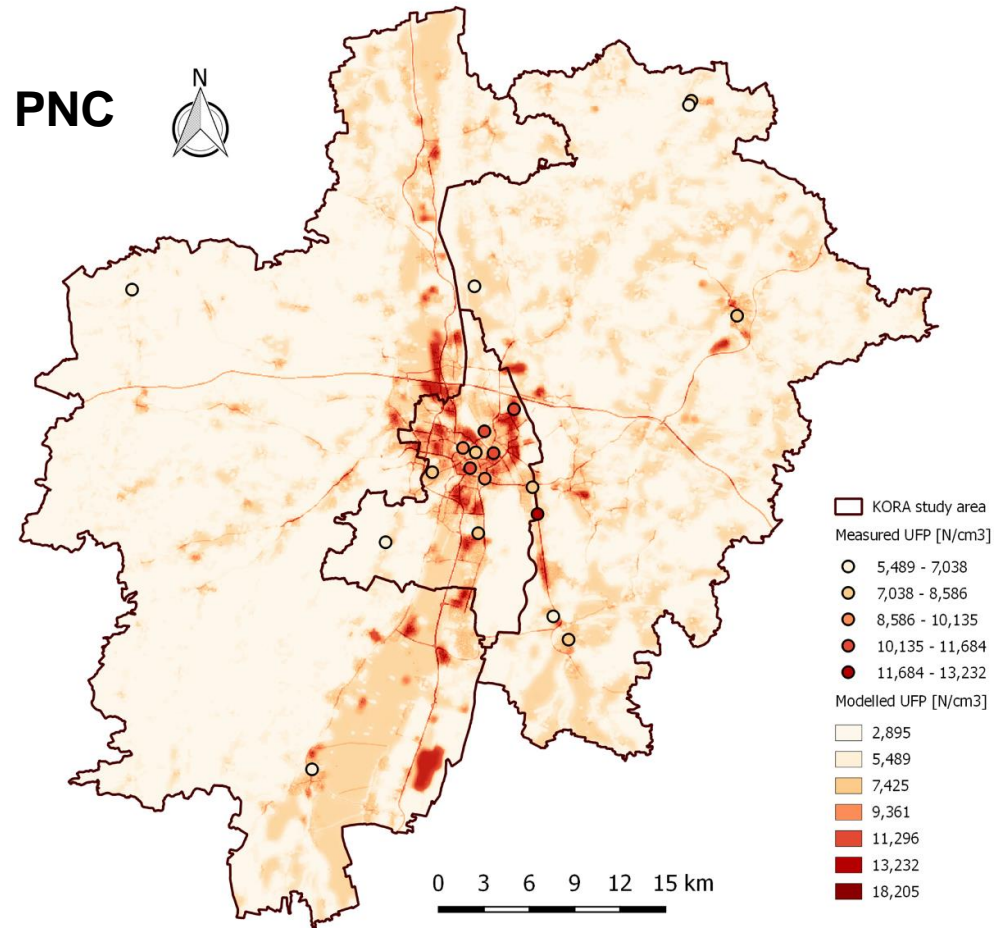 PNC
N
KORA study area
Measured UFP [N/cm3]
5,489 - 7,038
7,038 - 8,586
8,586 - 10,135
10,135 - 11,684
11,684 - 13,232
Modelled UFP [N/cm3]
2,895
5,489
7,425
9,361
11,296
13,232
18,205
0 3 6 9 12 15 km